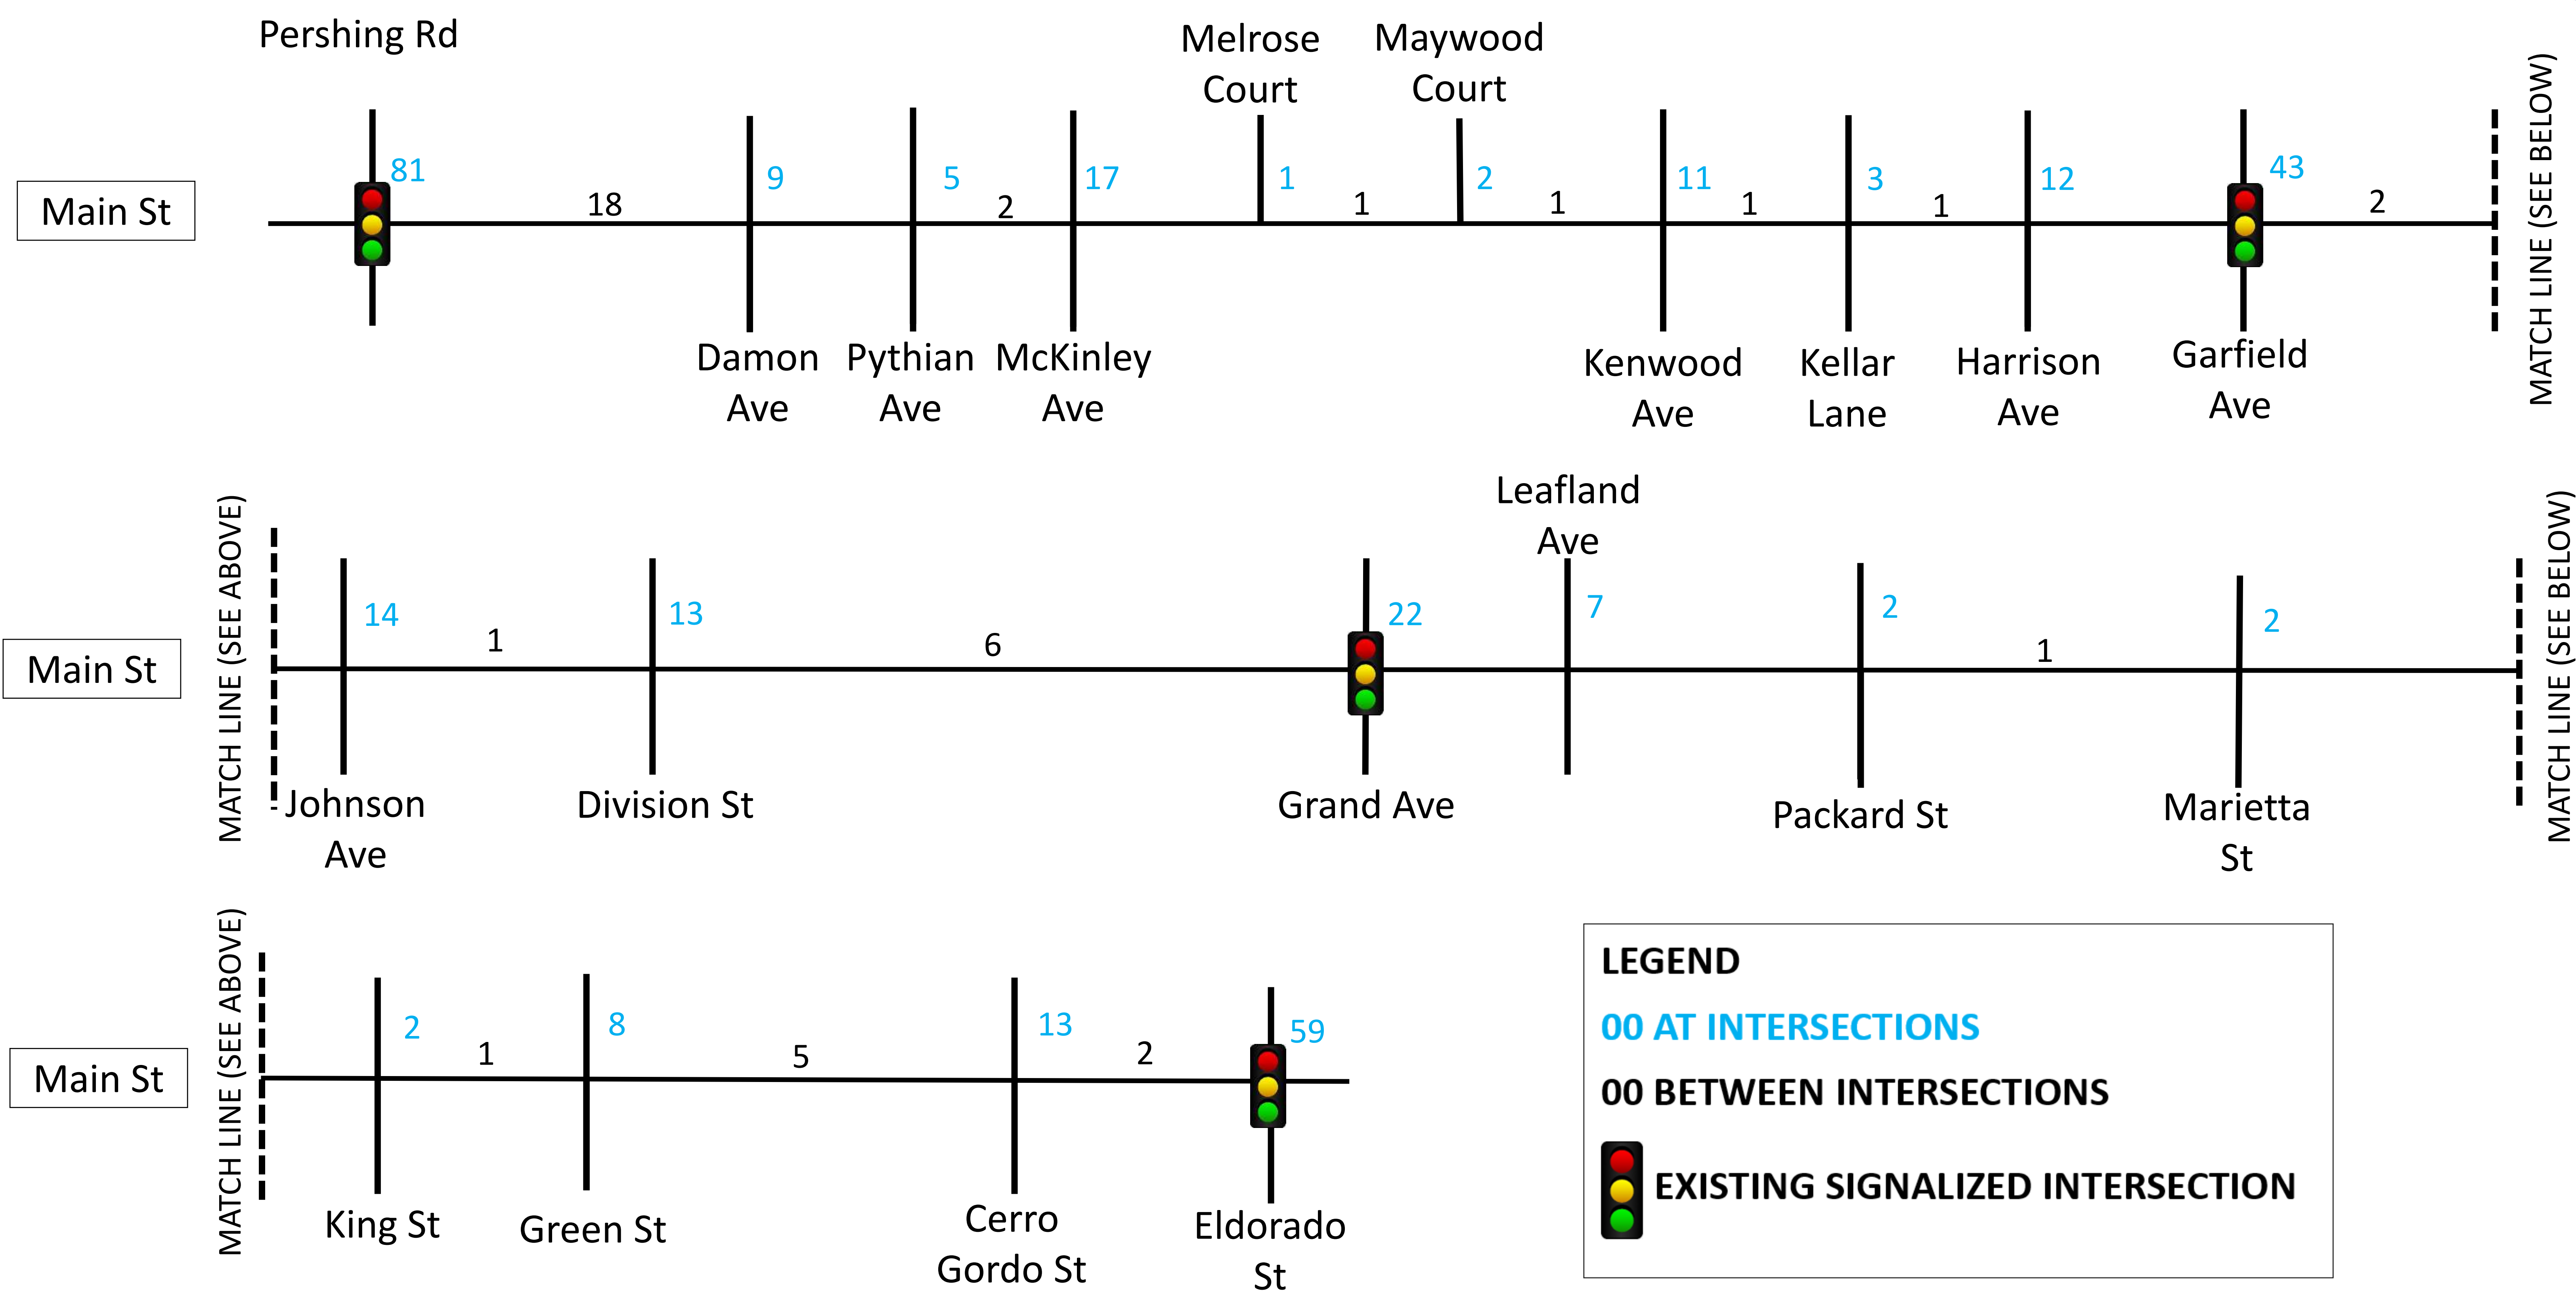 Pershing Rd
Melrose
Court
Maywood
Court
Main St
81
18
9
5
2
17
1
1
2
1
11
1
3
1
12
43
2
MATCH LINE (SEE BELOW)
Damon
Ave
Pythian
Ave
McKinley
Ave
Kenwood
Ave
Kellar
Lane
Harrison
Ave
Garfield
Ave
Leafland
Ave
Main St
MATCH LINE (SEE ABOVE)
14
1
13
6
22
7
2
1
2
MATCH LINE (SEE BELOW)
Johnson
Ave
Division St
Grand Ave
Packard St
Marietta
St
Main St
MATCH LINE (SEE ABOVE)
2
1
8
5
13
2
59
King St
Green St
Cerro
Gordo St
Eldorado
St
LEGEND
00 AT INTERSECTIONS
00 BETWEEN INTERSECTIONS
EXISTING SIGNALIZED INTERSECTION